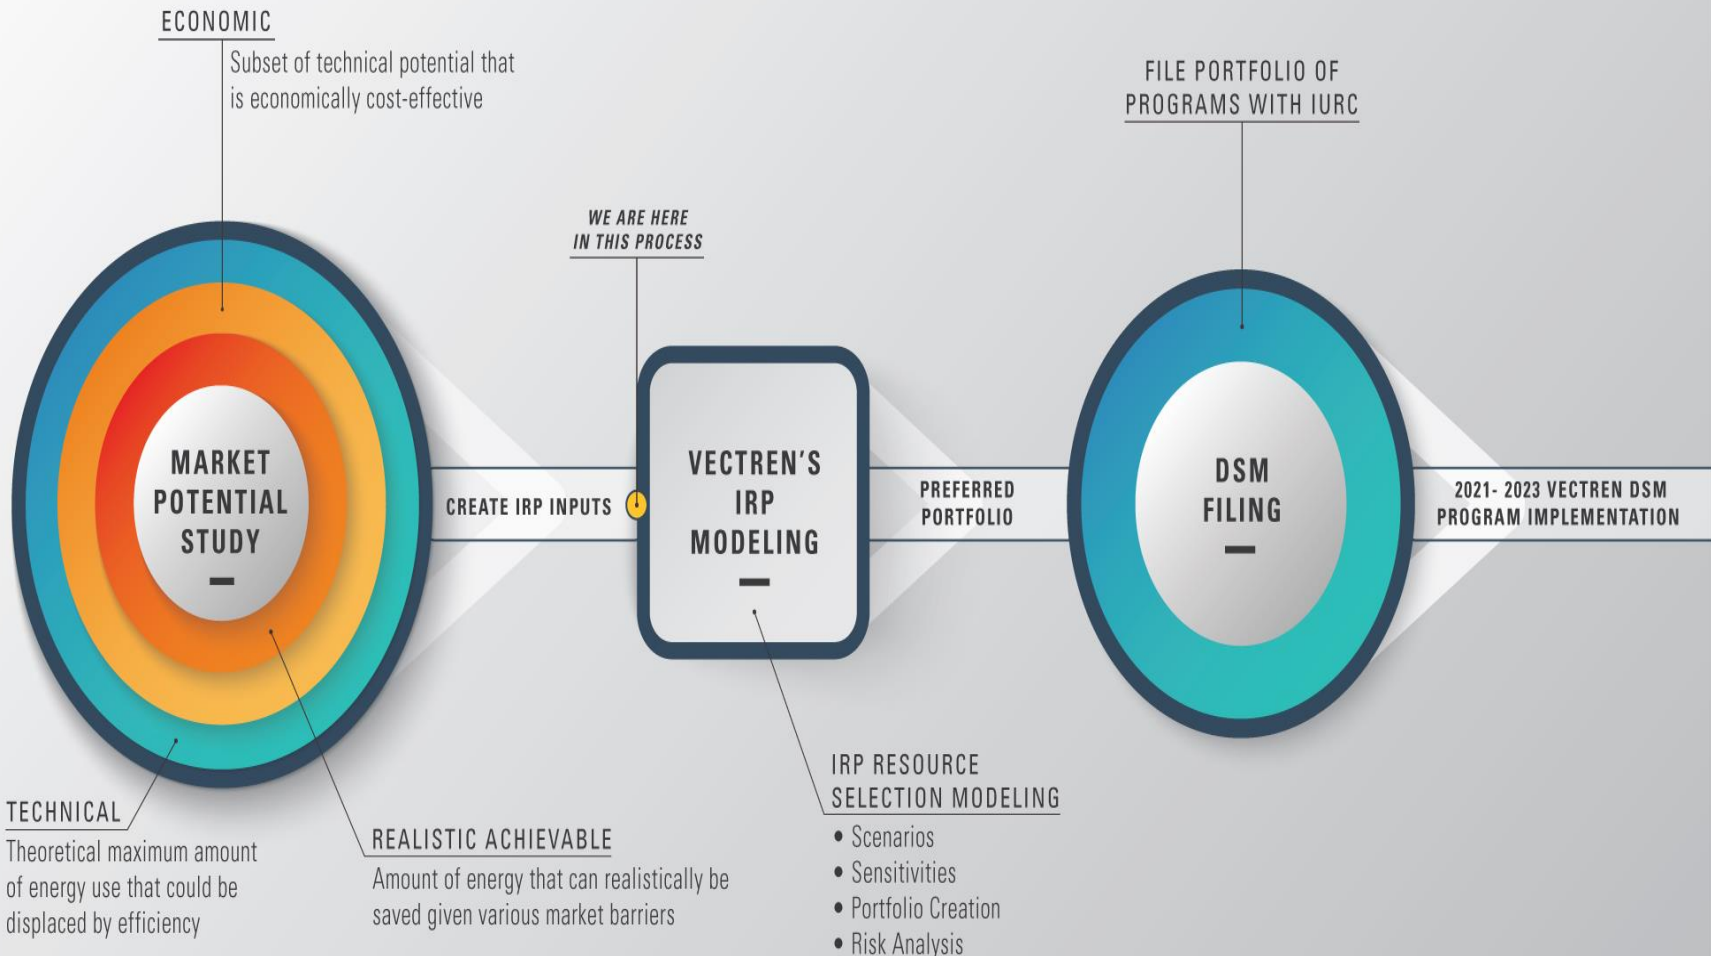 ECONOMIC
Subset of technical potential that
is economically cost-effective
FILE PORTFOLIO OF
PROGRAMS WITH IURC
WE ARE HERE
IN THIS PROCESS
MARKET
POTENTIAL
STUDY
CREATE IRP INPUTS
VECTREN'S
IRP
MODELING
PREFERRED
PORTFOLIO
DSM
FILING
2021- 2023 VECTREN DSM
PROGRAM IMPLEMENTATION
TECHNICAL
Theoretical maximum amount
of energy use that could be
displaced by efficiency
REALISTIC ACHIEVABLE
Amount of energy that can realistically be
saved given various market barriers
IRP RESOURCE
SELECTION MODELING
• Scenarios
• Sensitivities
• Portfolio Creation
• Risk Analysis